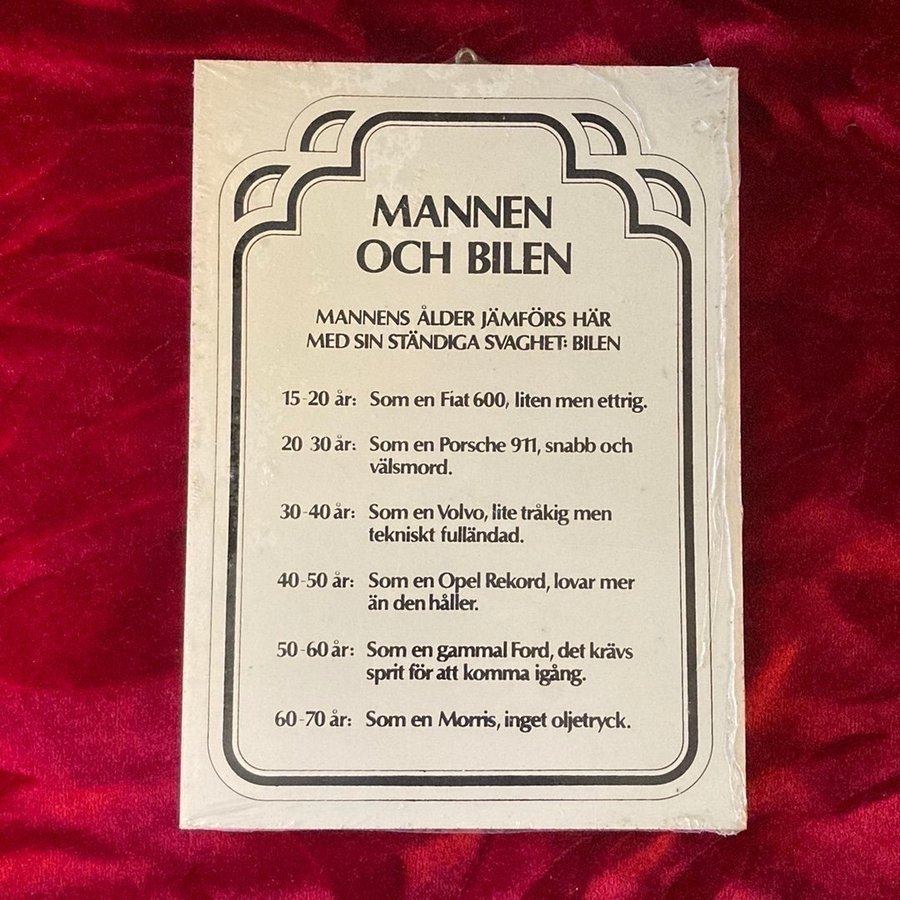 MANNEN
OCH BILEN
MANNENS ÅLDER JÄMFÖRS HÄR
MED SIN STÄNDIGA SVAGHET: BILEN
15-20 år: Som en Fiat 600, liten men ettrig.
20 30 år: Som en Porsche 911, snabb och
välsmord.
30-40 år: Som en Volvo, lite tråkig men
tekniskt fulländad.
40-50 år: Som en Opel Rekord, lovar mer
än den håller.
50-60 år: Som en gammal Ford, det krävs
sprit för att komma igång.
60-70 år: Som en Morris, inget oljetryck.